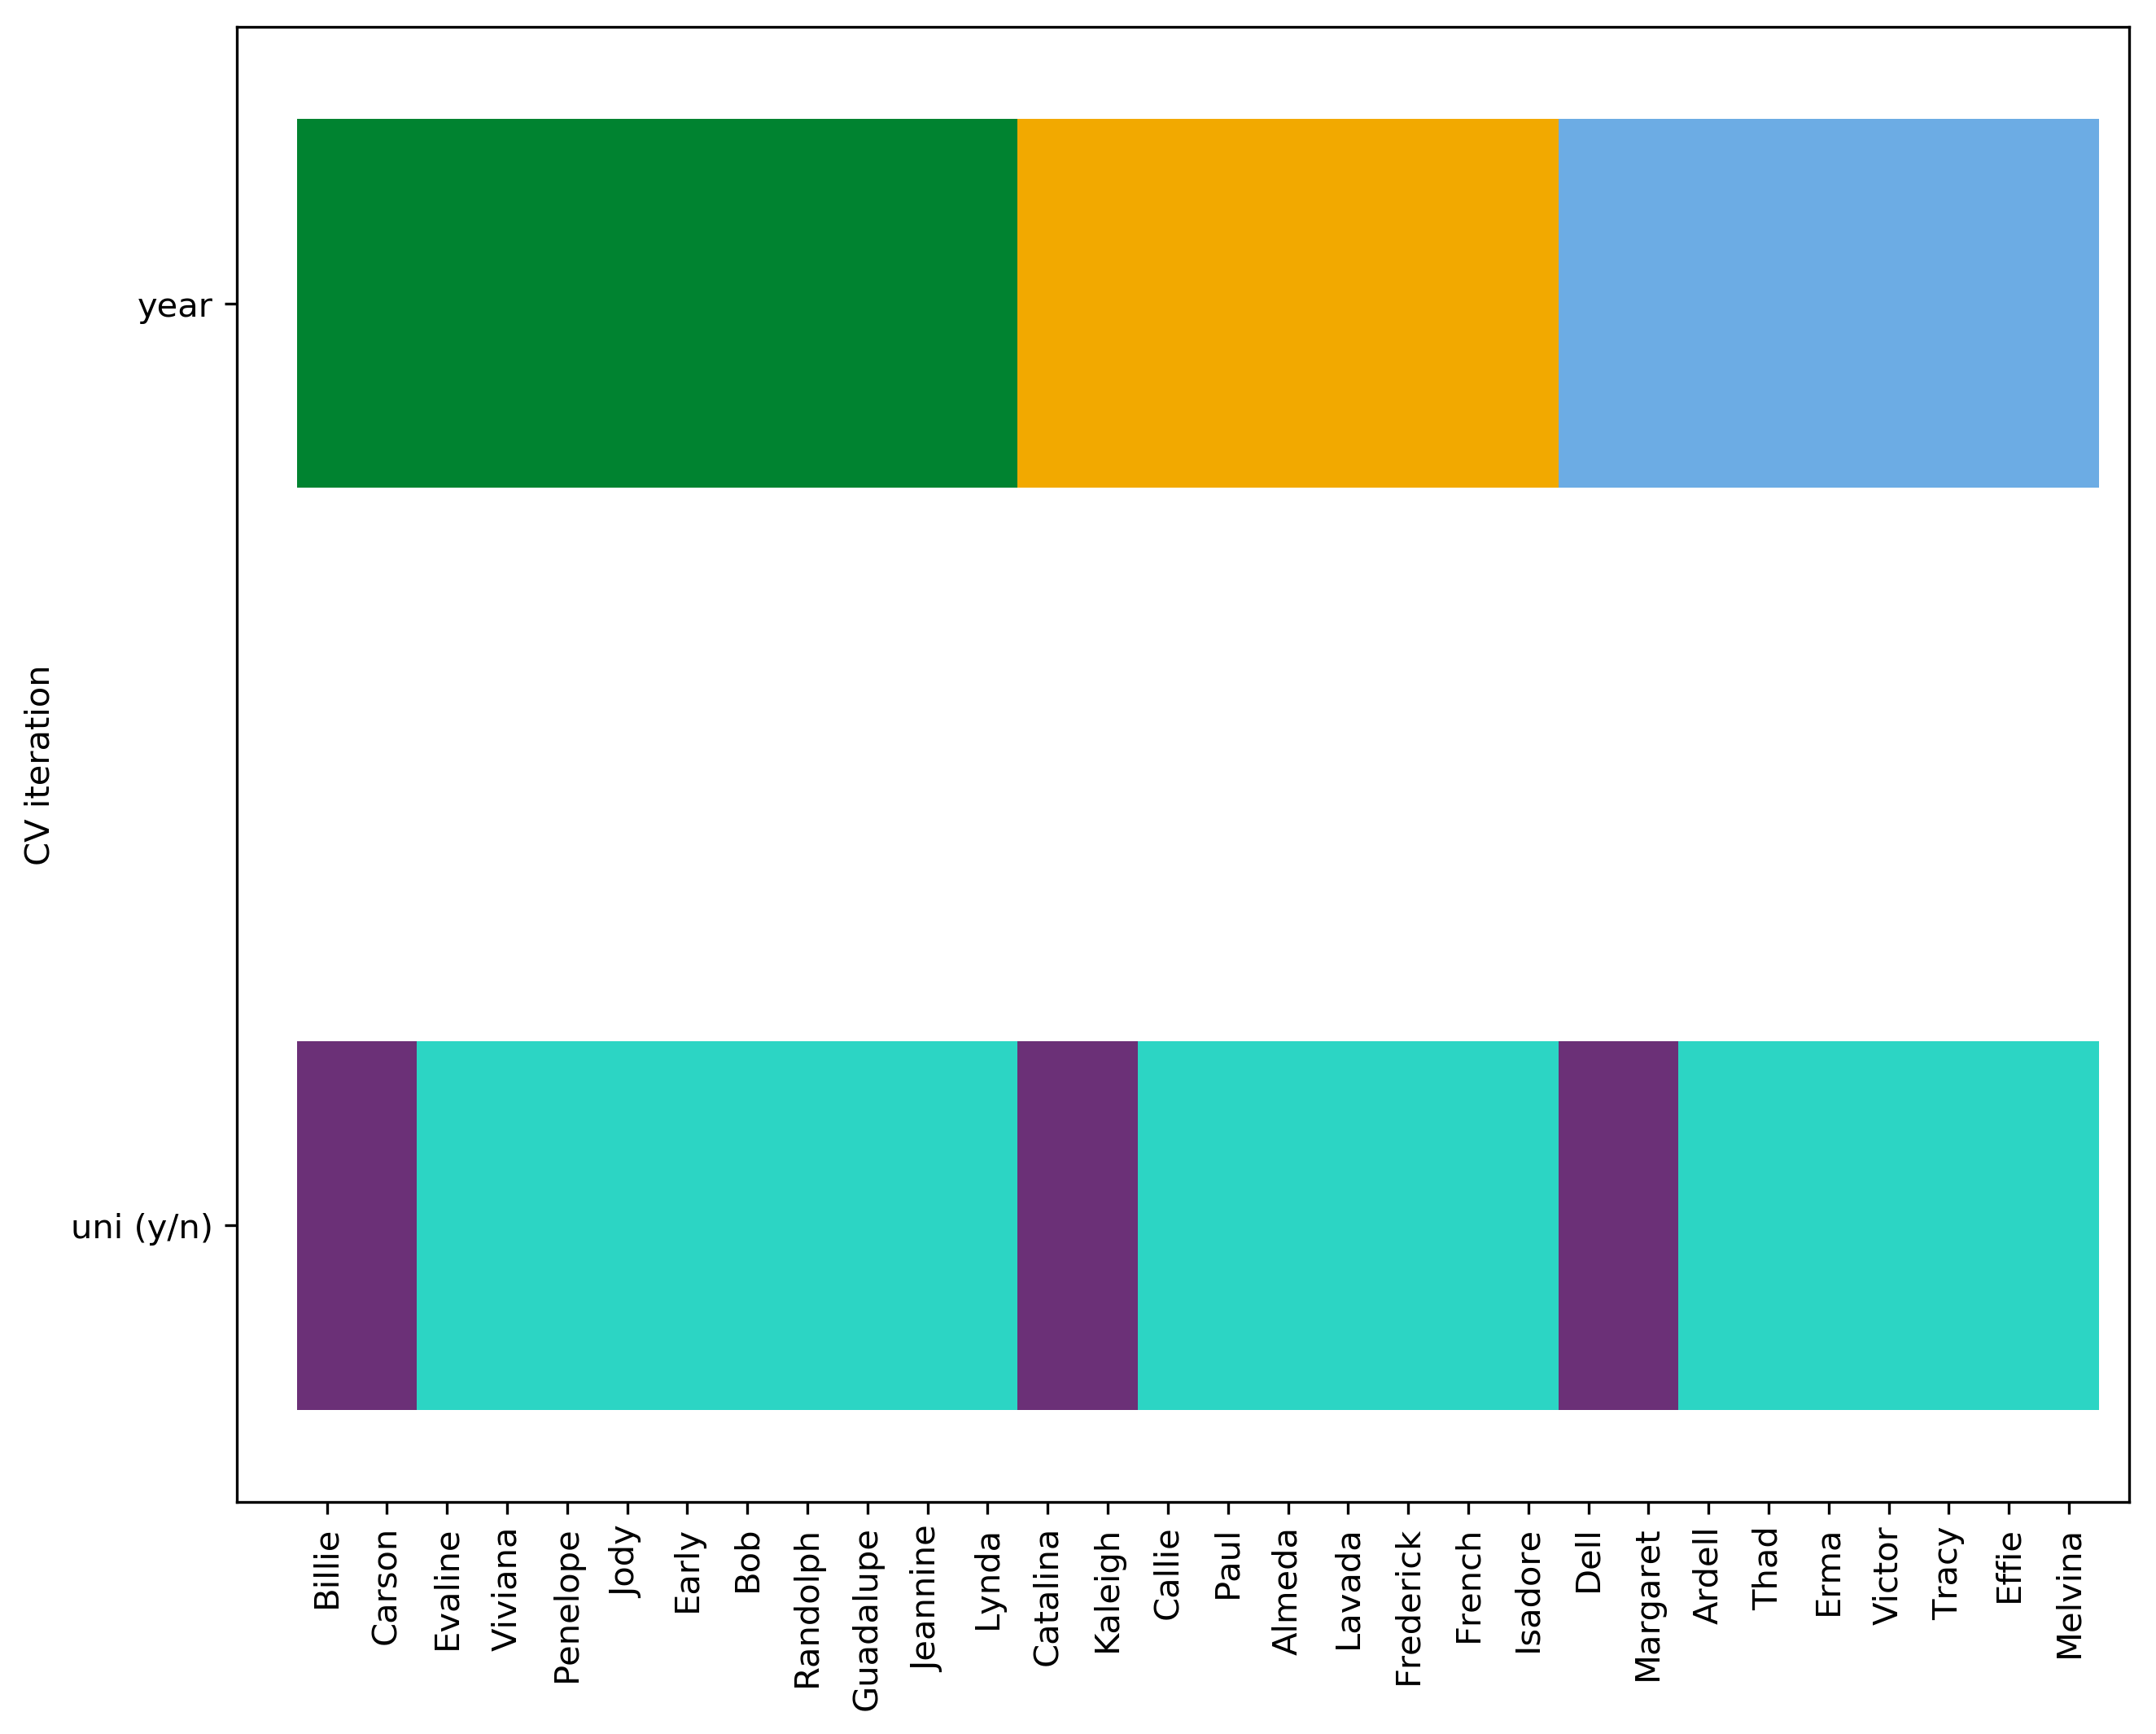 year
CV iteration
uni (y/n)
Billie
Carson
Evaline
Viviana
Penelope
Jody
Early
Bob
Randolph
Guadalupe
Jeannine
Lynda
Catalina
Kaleigh
Callie
Paul
Almeda
Lavada
Frederick
French
Isadore
Dell
Margaret
Ardell
Thad
Erma
Victor
Tracy
Effie
Melvina